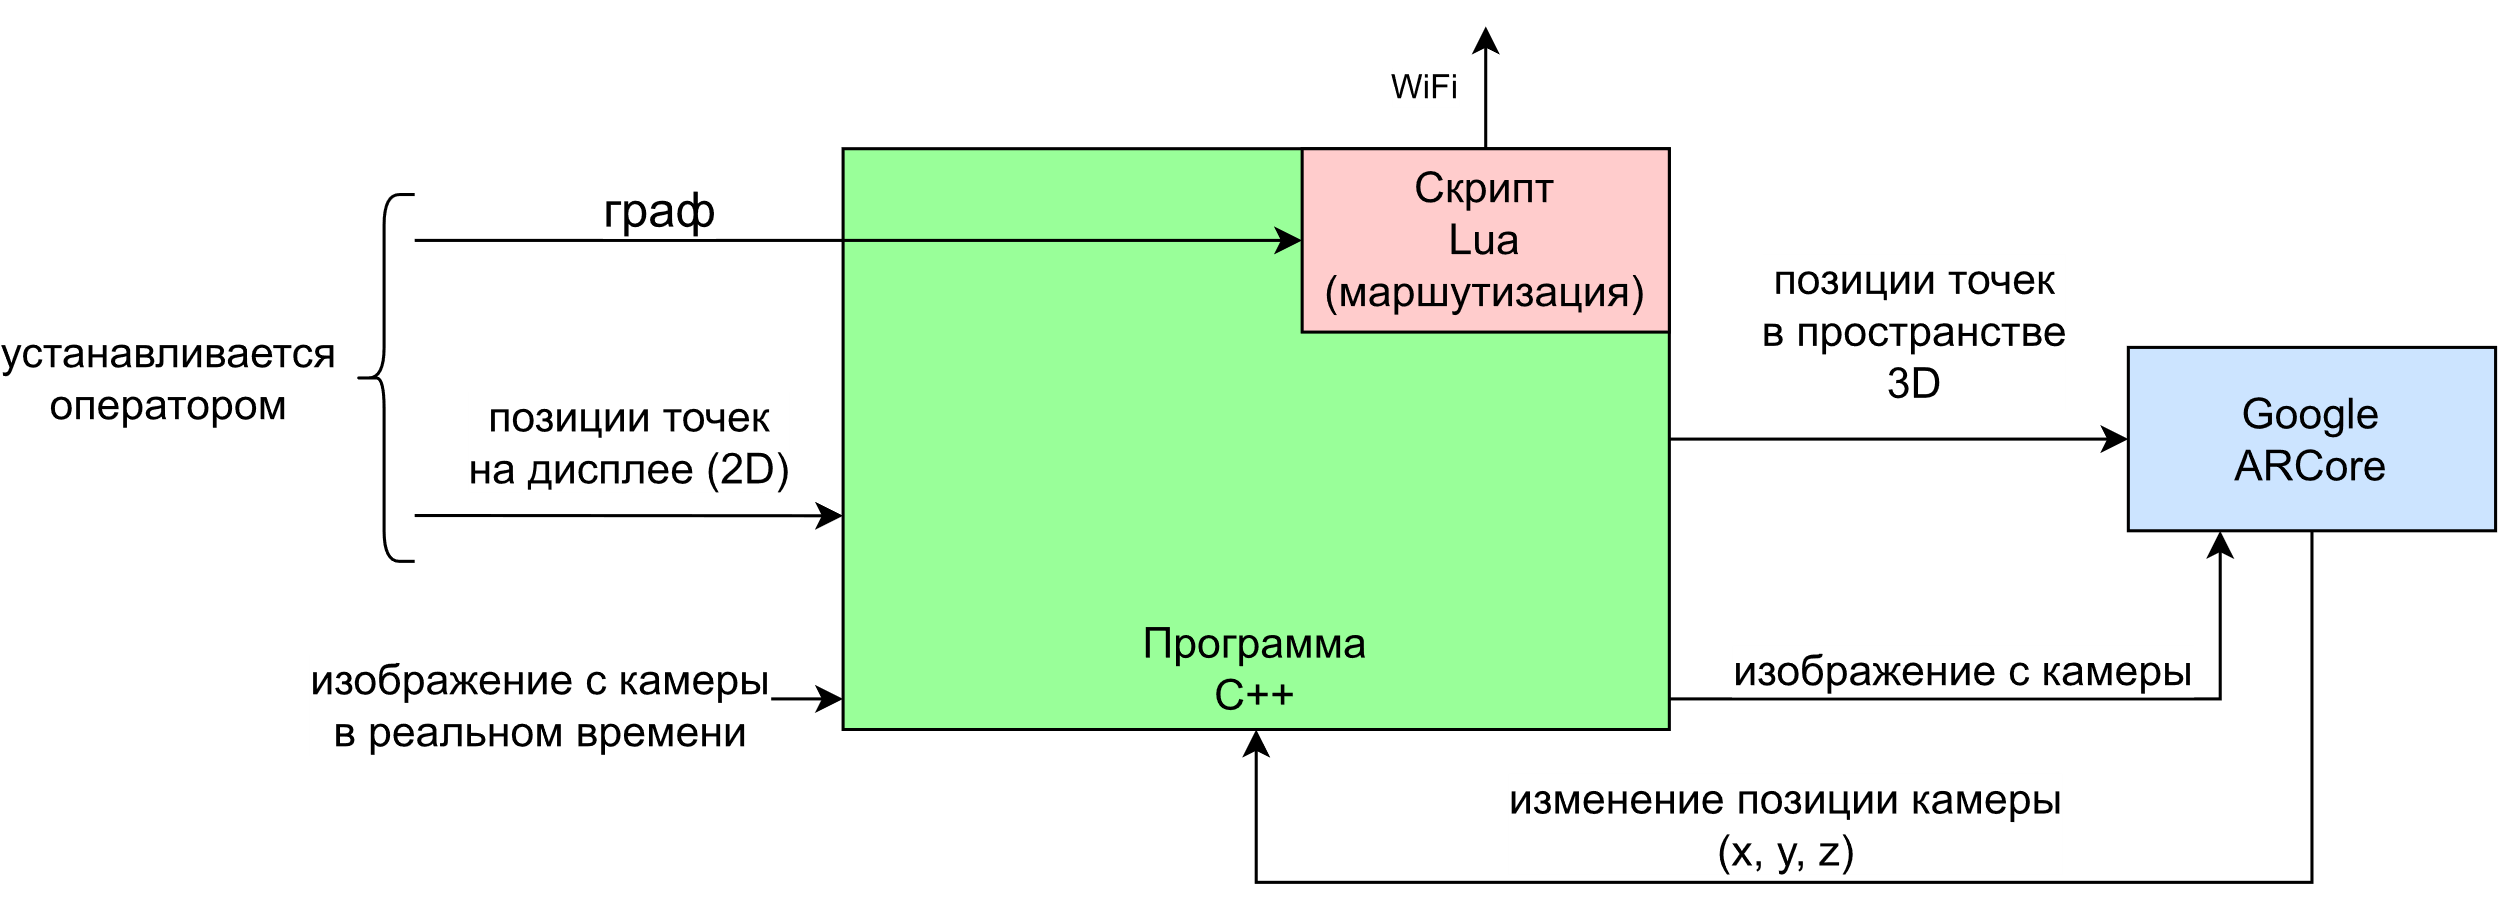 WiFi
Скрипт
Lua
(маршрутизация)
граф
устанавливается
оператором
позиции точек
на дисплее (2D)
позиции точек
в пространстве
3D
Google
ARCore
Программа
C++
изображение с камеры
в реальном времени
изображение с камеры
изменение позиции камеры
(x, y, z)